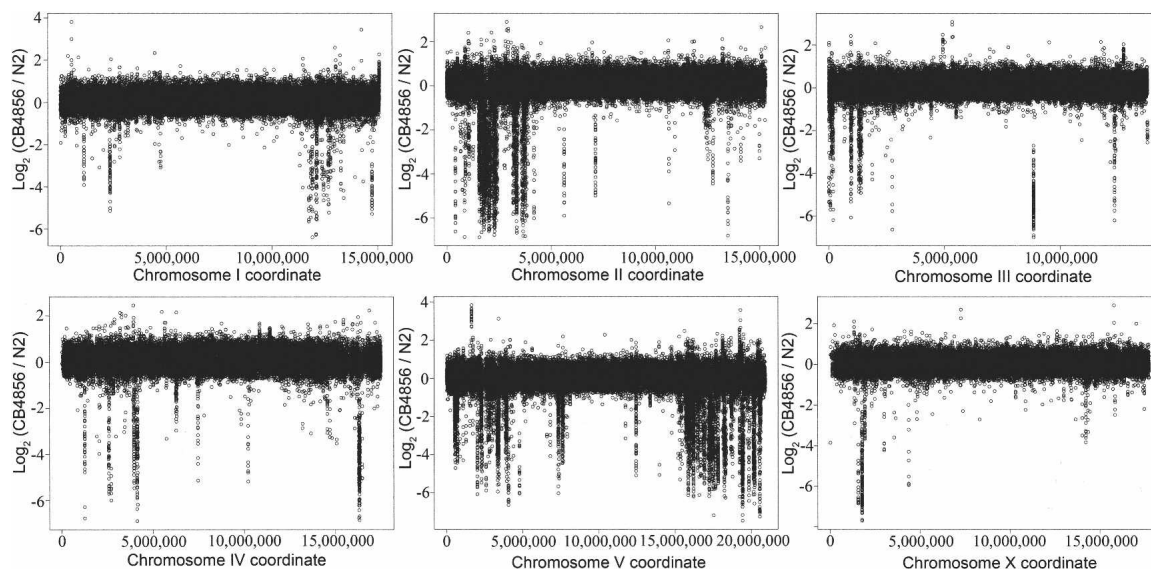 Log2 (CB4856 / N2)
4
2
0
-2
-4
-6
0 5,000,000 10,000,000 15,000,000
Chromosome I coordinate
Log2 (CB4856 / N2)
2
0
-2
-4
-6
0 5,000,000 10,000,000 15,000,000
Chromosome II coordinate
Log2 (CB4856 / N2)
2
0
-2
-4
-6
0 5,000,000 10,000,000
Chromosome III coordinate
Log2 (CB4856 / N2)
2
0
-2
-4
-6
0 5,000,000 10,000,000 15,000,000
Chromosome IV coordinate
Log2 (CB4856 / N2)
4
2
0
-2
-4
-6
0 5,000,000 10,000,000 15,000,000 20,000,000
Chromosome V coordinate
Log2 (CB4856 / N2)
2
0
-2
-4
-6
0 5,000,000 10,000,000 15,000,000
Chromosome X coordinate